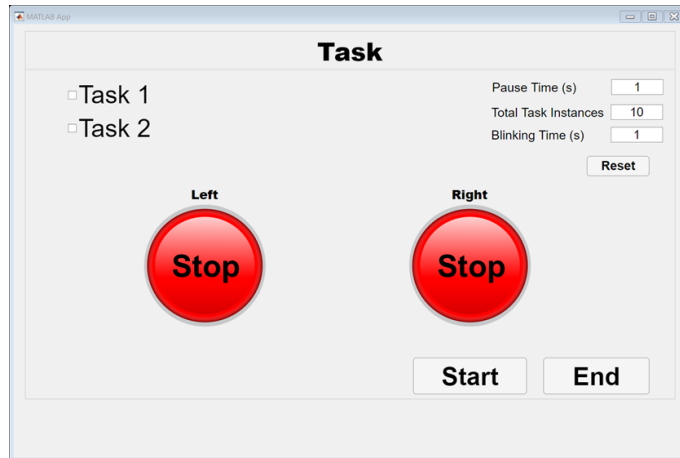 MATLAB App
Task
Task 1
Task 2
Pause Time (s) 1
Total Task Instances 10
Blinking Time (s) 1
Reset
Left
Right
Stop
Stop
Start
End